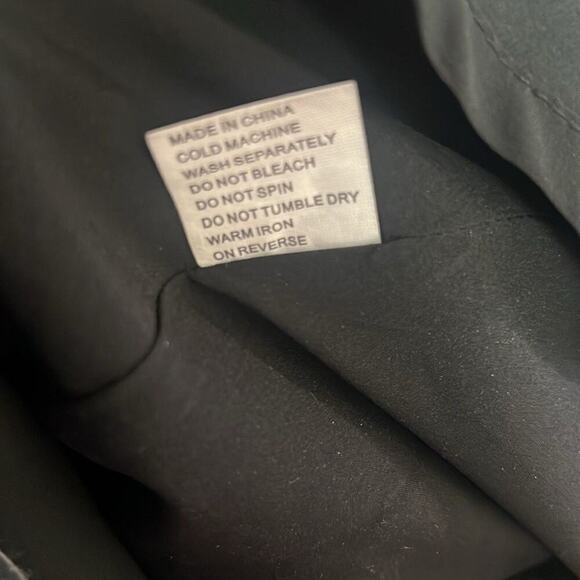 MADE IN CHINA
COLD MACHINE
WASH SEPARATELY
DO NOT BLEACH
DO NOT SPIN
DO NOT TUMBLE DRY
WARM IRON
ON REVERSE